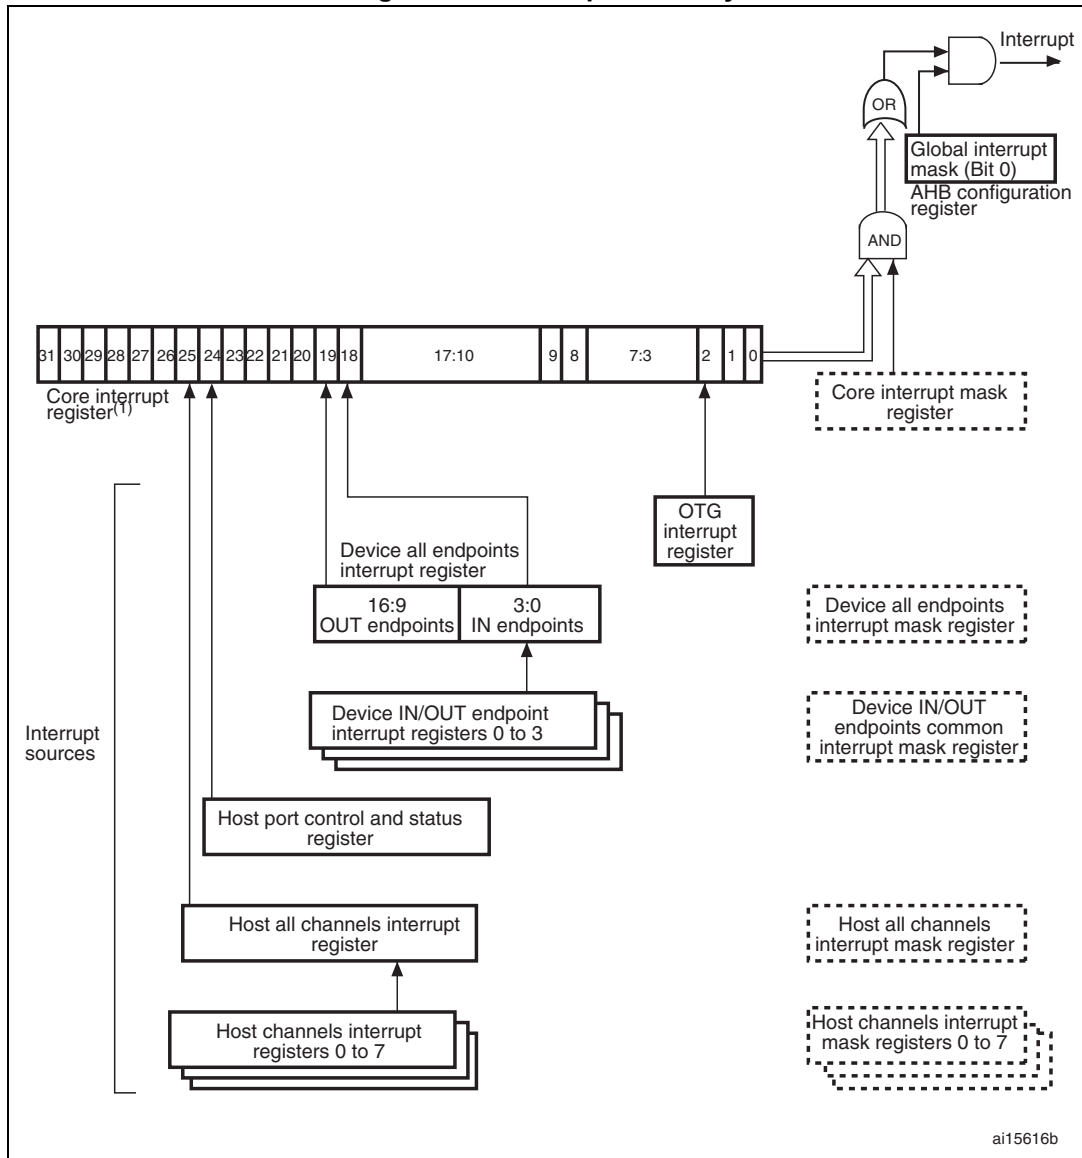 Interrupt
OR
Global interrupt
mask (Bit 0)
AHB configuration
register
AND
31 30 29 28 27 26 25 24 23 22 21 20 19 18 17:10 9 8 7:3 2 1 0
Core interrupt
register(1)
Core interrupt mask
register
OTG
interrupt
register
Device all endpoints
interrupt register
16:9
OUT endpoints
3:0
IN endpoints
Device all endpoints
interrupt mask register
Device IN/OUT endpoint
interrupt registers 0 to 3
Device IN/OUT
endpoints common
interrupt mask register
Interrupt
sources
Host port control and status
register
Host all channels interrupt
register
Host all channels
interrupt mask register
Host channels interrupt
registers 0 to 7
Host channels interrupt
mask registers 0 to 7
ai15616b